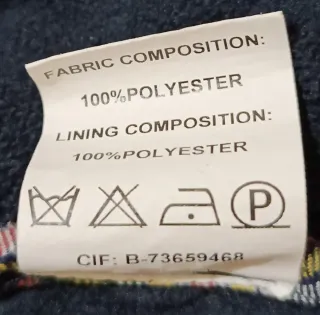 FABRIC COMPOSITION:
100%POLYESTER
LINING COMPOSITION:
100%POLYESTER
P
CIF: B-73659468